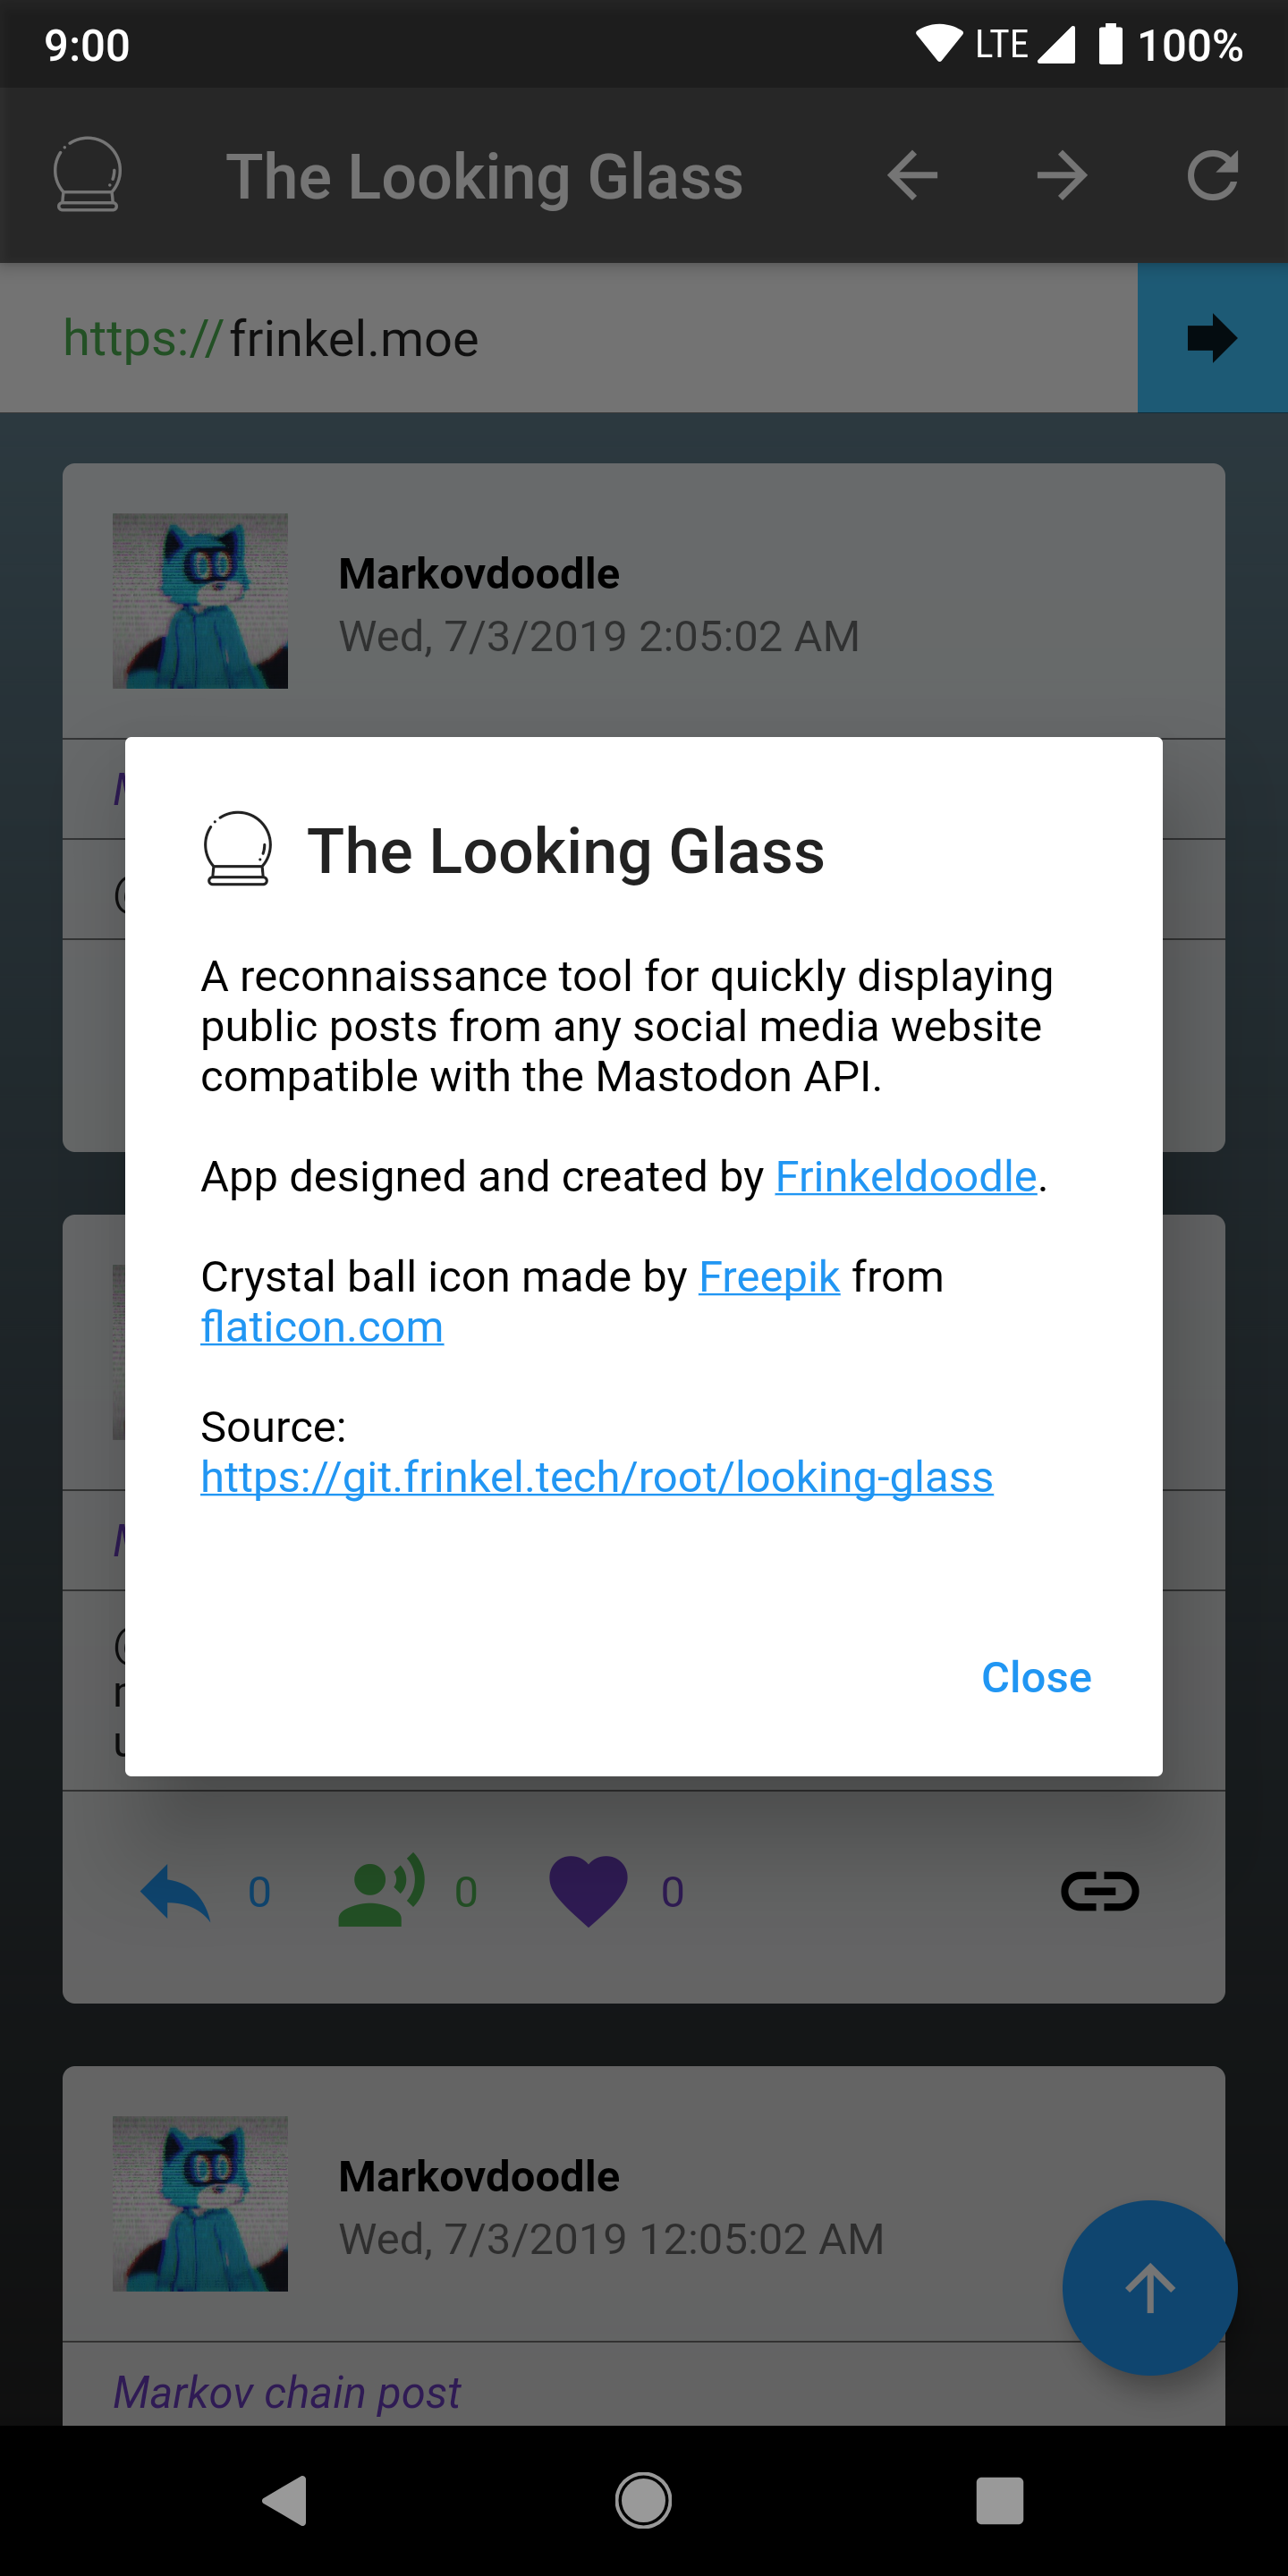 9:00 LTE 100%
The Looking Glass
https://frinkel.moe
Markovdoodle
Wed, 7/3/2019 2:05:02 AM
The Looking Glass
A reconnaissance tool for quickly displaying
public posts from any social media website
compatible with the Mastodon API.
App designed and created by Frinkeldoodle.
Crystal ball icon made by Freepik from
flaticon.com
Source:
https://git.frinkel.tech/root/looking-glass
Close
0 0 0
Markovdoodle
Wed, 7/3/2019 12:05:02 AM
Markov chain post